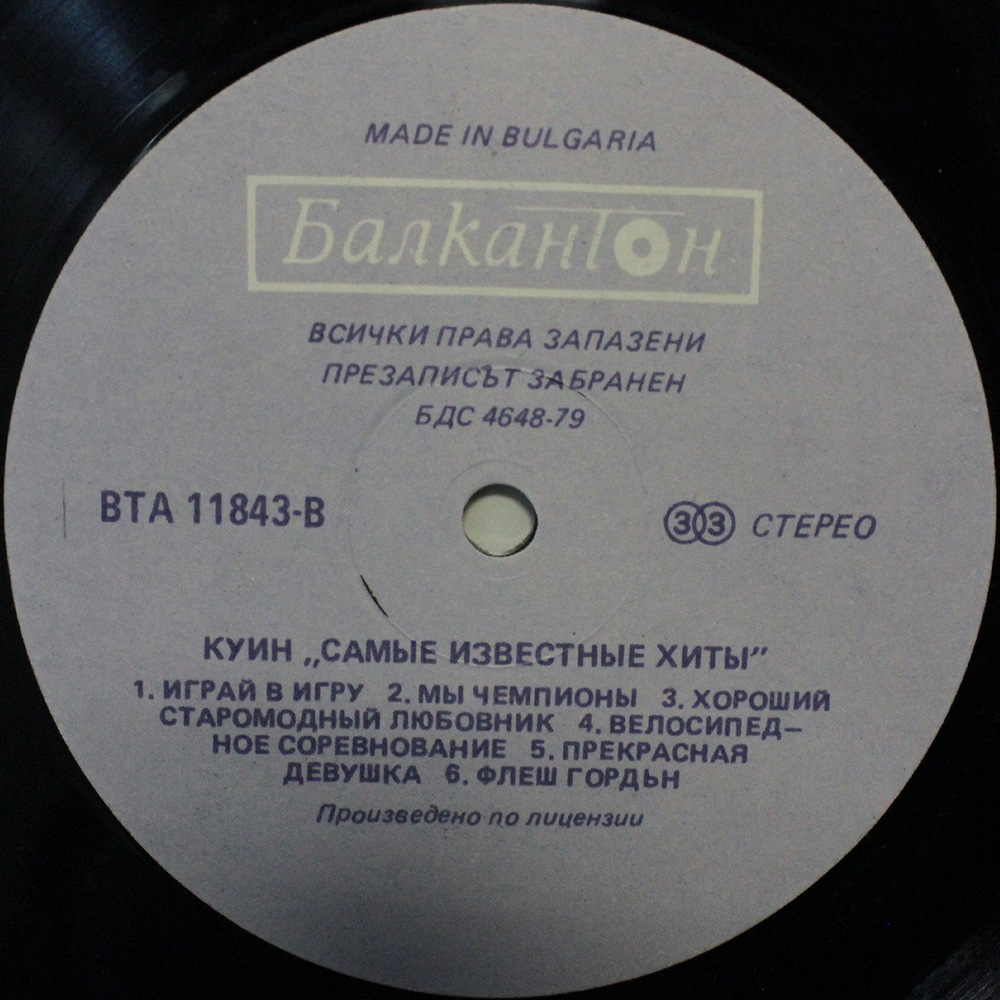 MADE IN BULGARIA
Балкантон
ВСИЧКИ ПРАВА ЗАПАЗЕНИ
ПРЕЗАПИСЪТ ЗАБРАНЕН
БДС 4648-79
ВТА 11843-В
33 СТЕРЕО
КУИН „САМЫЕ ИЗВЕСТНЫЕ ХИТЫ”
1. ИГРАЙ В ИГРУ 2. МЫ ЧЕМПИОНЫ 3. ХОРОШИЙ
СТАРОМОДНЫЙ ЛЮБОВНИК 4. ВЕЛОСИПЕД–
НОЕ СОРЕВНОВАНИЕ 5. ПРЕКРАСНАЯ
ДЕВУШКА 6. ФЛЕШ ГОРДЬН
Произведено по лицензии